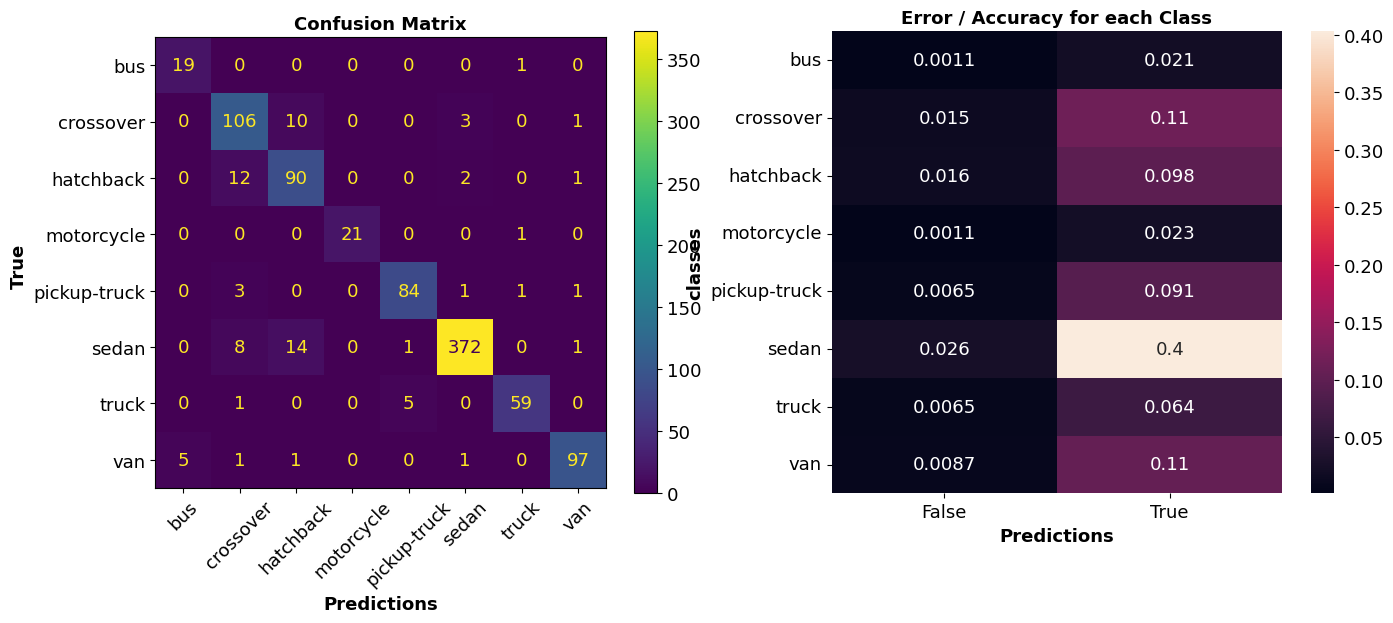 Confusion Matrix
True
bus 19 0 0 0 0 0 1 0
crossover 0 106 10 0 0 3 0 1
hatchback 0 12 90 0 0 2 0 1
motorcycle 0 0 0 21 0 0 1 0
pickup-truck 0 3 0 0 84 1 1 1
sedan 0 8 14 0 1 372 0 1
truck 0 1 0 0 5 0 59 0
van 5 1 1 0 0 1 0 97
bus crossover hatchback motorcycle pickup-truck sedan truck van
Predictions
350
300
250
200
150
100
50
0
Error / Accuracy for each Class
classes
bus 0.0011 0.021
crossover 0.015 0.11
hatchback 0.016 0.098
motorcycle 0.0011 0.023
pickup-truck 0.0065 0.091
sedan 0.026 0.4
truck 0.0065 0.064
van 0.0087 0.11
False True
Predictions
0.40
0.35
0.30
0.25
0.20
0.15
0.10
0.05